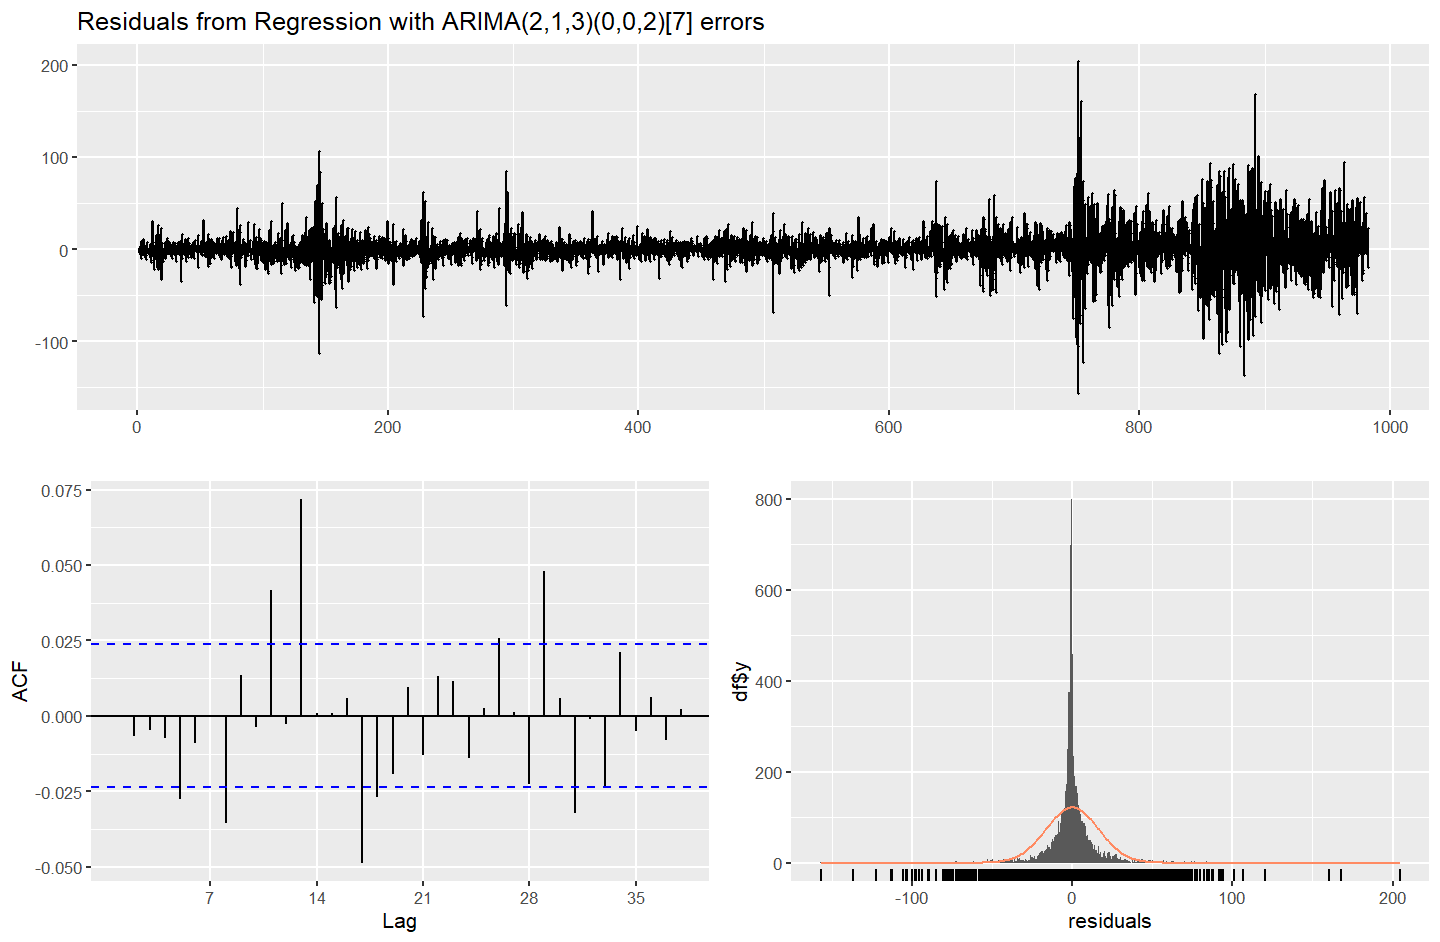 Residuals from Regression with ARIMA(2,1,3)(0,0,2)[7] errors
200
100
0
-100
0 200 400 600 800 1000
0.075
0.050
0.025
0.000
-0.025
-0.050
ACF
7 14 21 28 35
Lag
800
600
400
200
0
df$y
-100 0 100 200
residuals